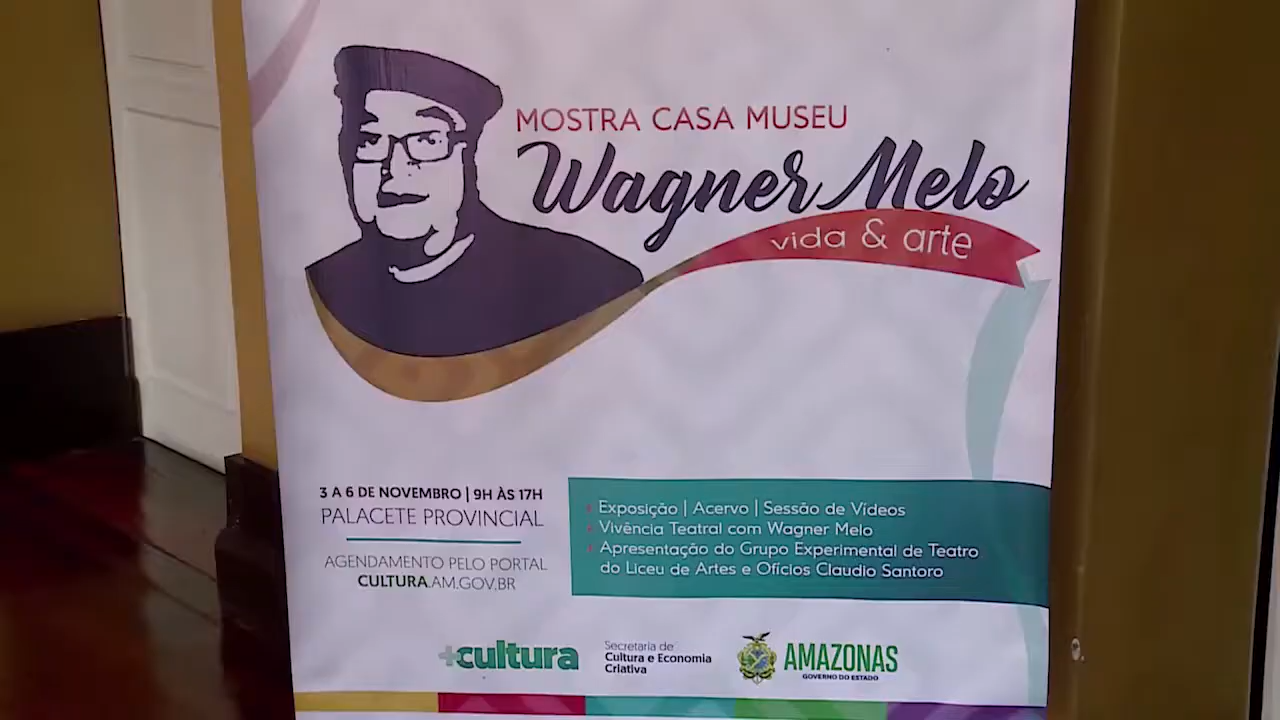 MOSTRA CASA MUSEU
Wagner Melo
vida & arte
3 A 6 DE NOVEMBRO | 9H ÀS 17H
PALACETE PROVINCIAL
AGENDAMENTO PELO PORTAL
CULTURA.AM.GOV.BR
Exposição | Acervo | Sessão de Vídeos
Vivência Teatral com Wagner Melo
Apresentação do Grupo Experimental de Teatro
do Liceu de Artes e Ofícios Claudio Santoro
+cultura
Secretaria de
Cultura e Economia
Criativa
AMAZONAS
GOVERNO DO ESTADO